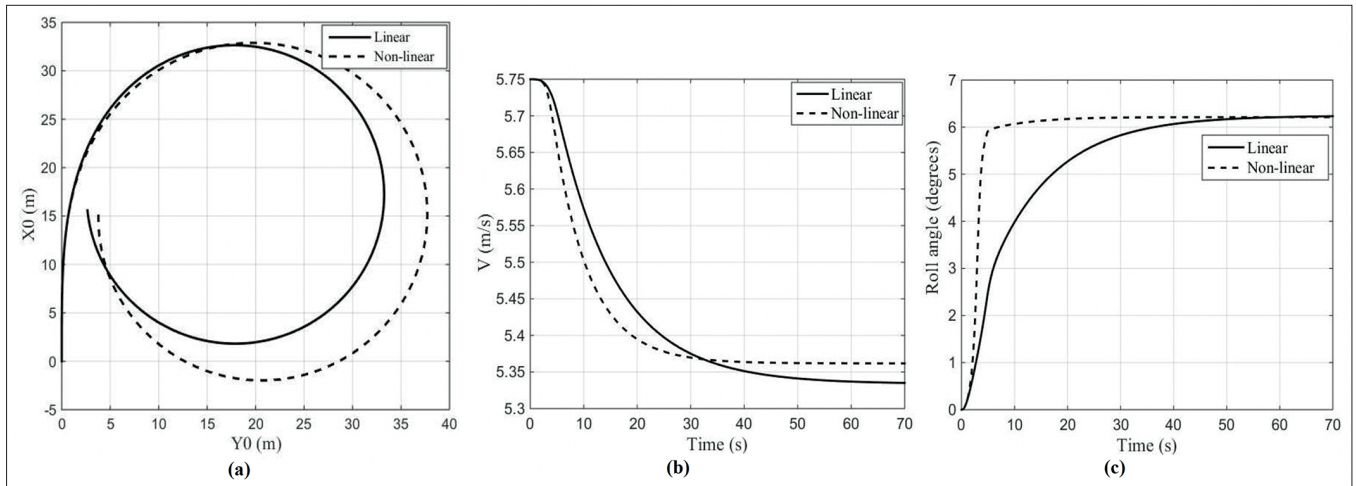 35
30
25
20
15
10
5
0
-5
X0 (m)
0 5 10 15 20 25 30 35 40
Y0 (m)
Linear
Non-linear
(a)
5.75
5.7
5.65
5.6
5.55
5.5
5.45
5.4
5.35
5.3
V (m/s)
0 10 20 30 40 50 60 70
Time (s)
Linear
Non-linear
(b)
7
6
5
4
3
2
1
0
Roll angle (degrees)
0 10 20 30 40 50 60 70
Time (s)
Linear
Non-linear
(c)